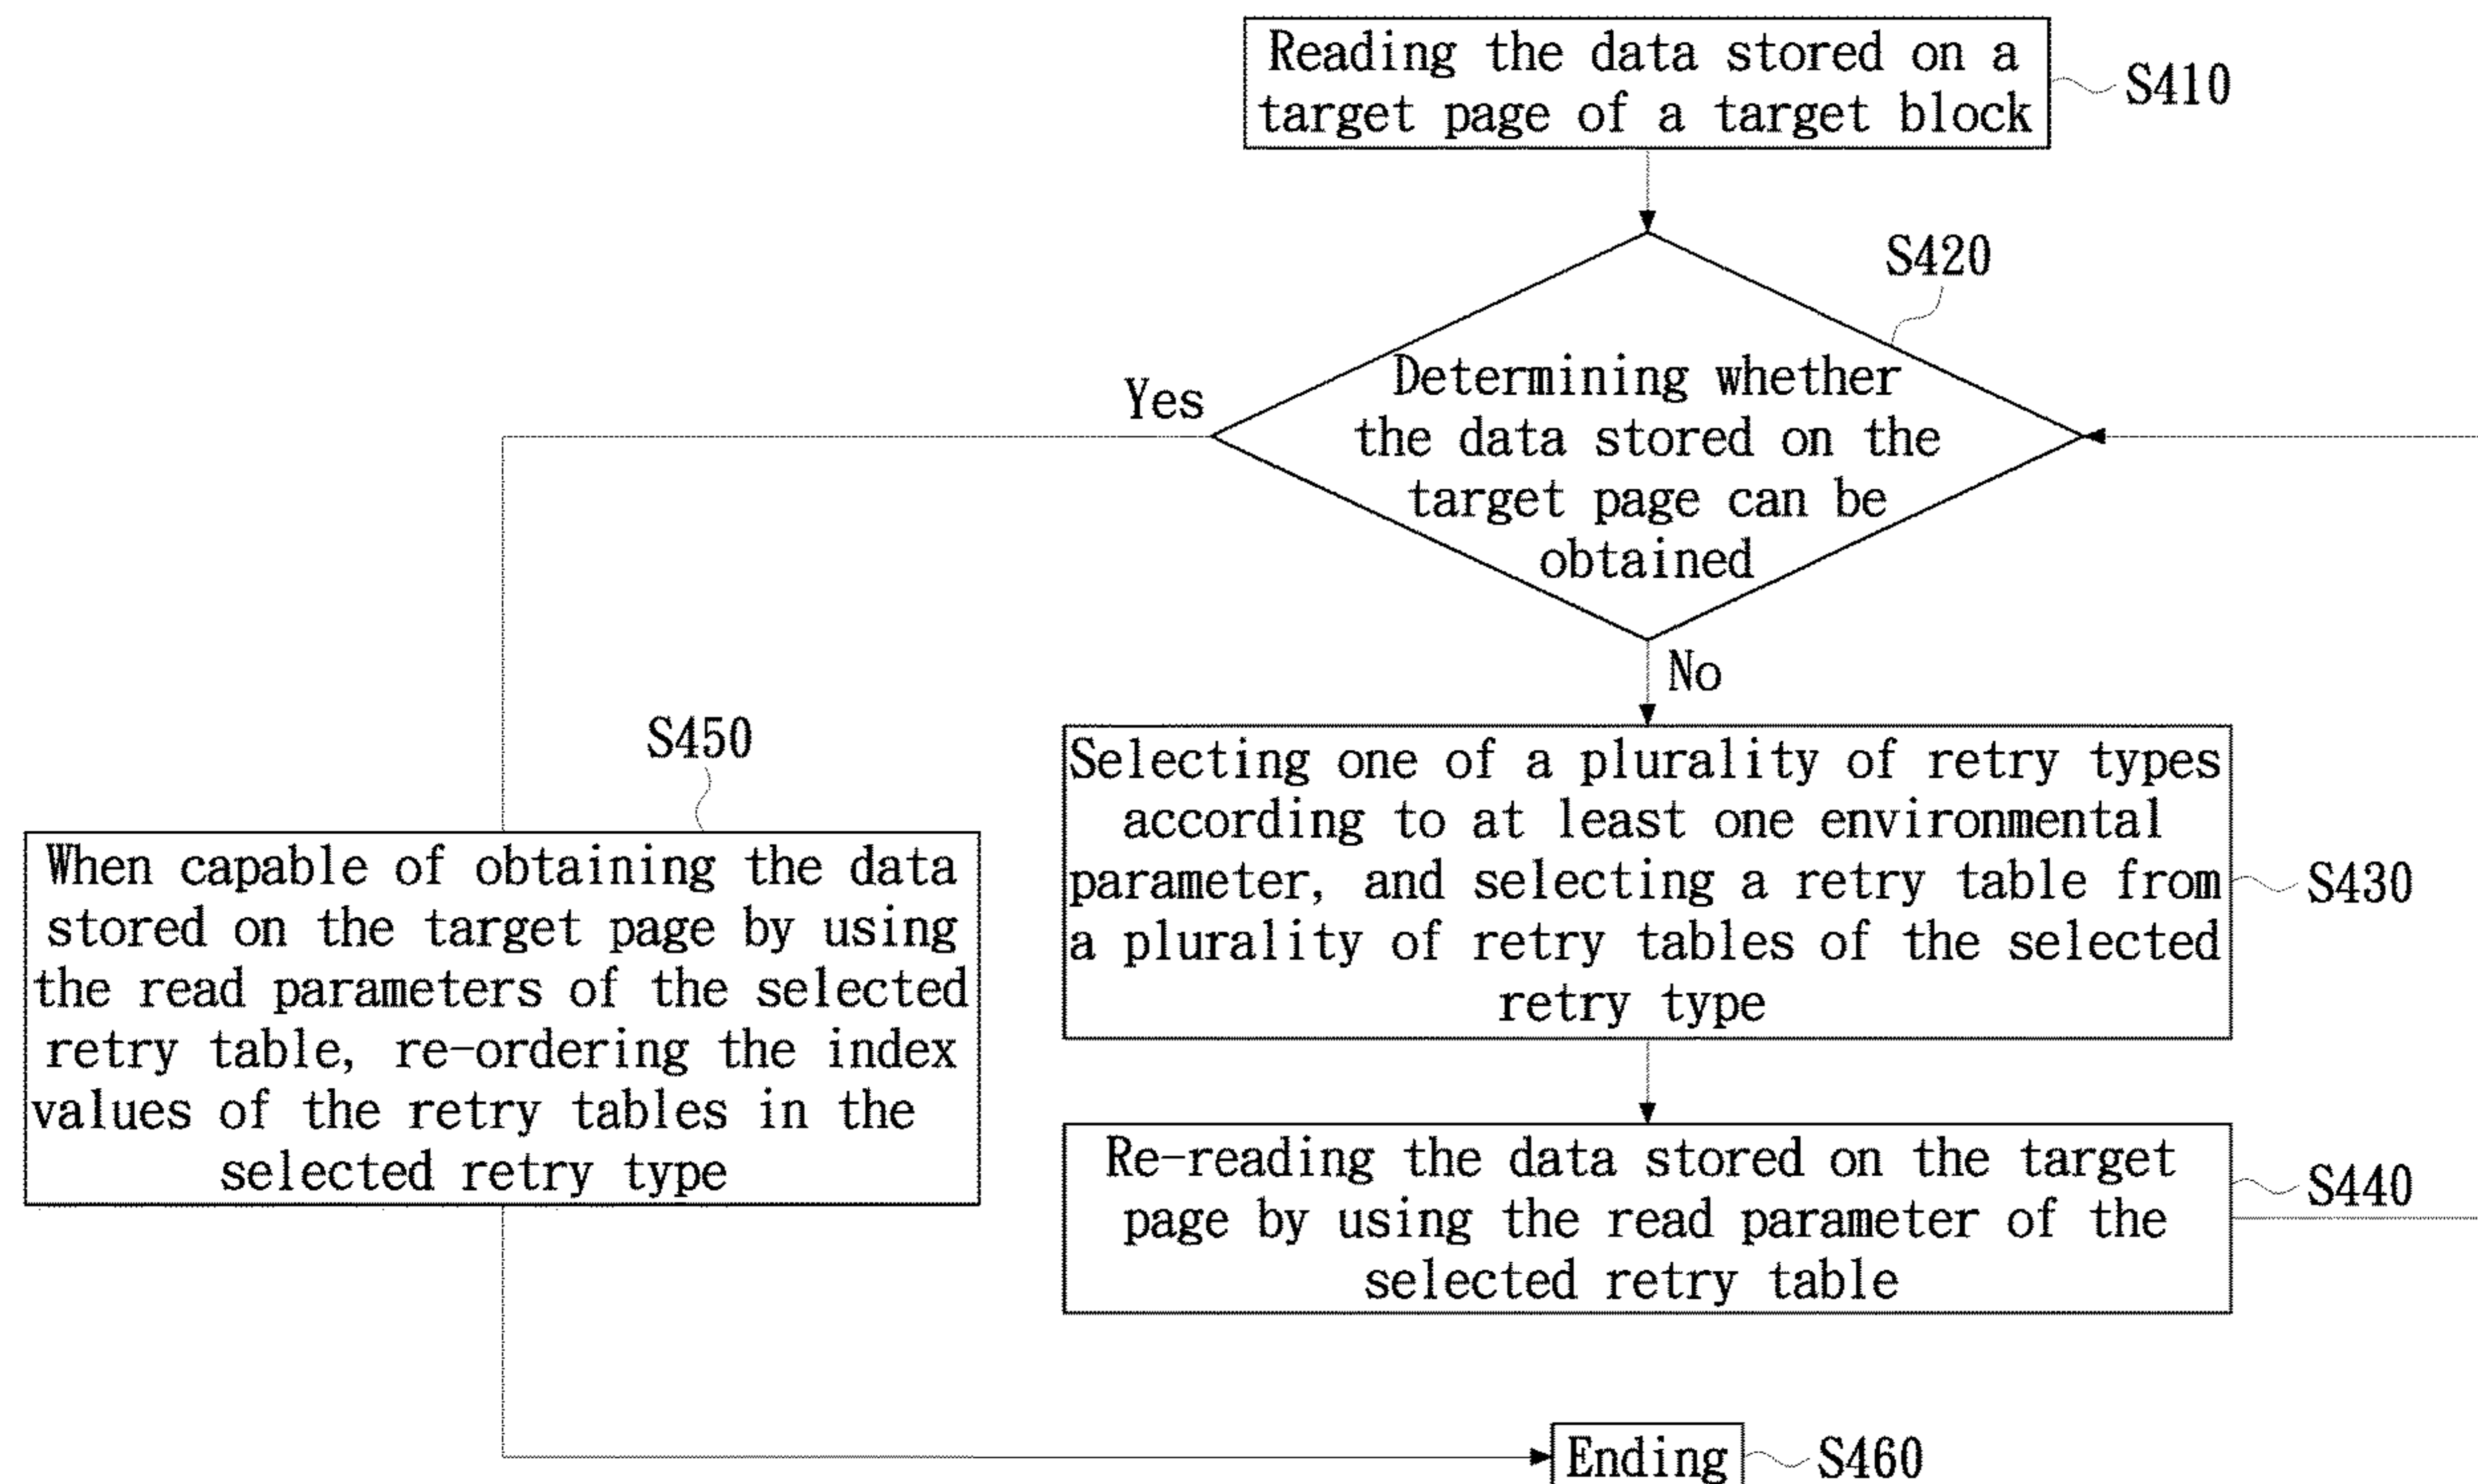 Reading the data stored on a
target page of a target block
S410
S420
Determining whether
the data stored on the
target page can be
obtained
Yes
No
S450
When capable of obtaining the data
stored on the target page by using
the read parameters of the selected
retry table, re-ordering the index
values of the retry tables in the
selected retry type
Selecting one of a plurality of retry types
according to at least one environmental
parameter, and selecting a retry table from
a plurality of retry tables of the selected
retry type
S430
Re-reading the data stored on the target
page by using the read parameter of the
selected retry table
S440
Ending
S460